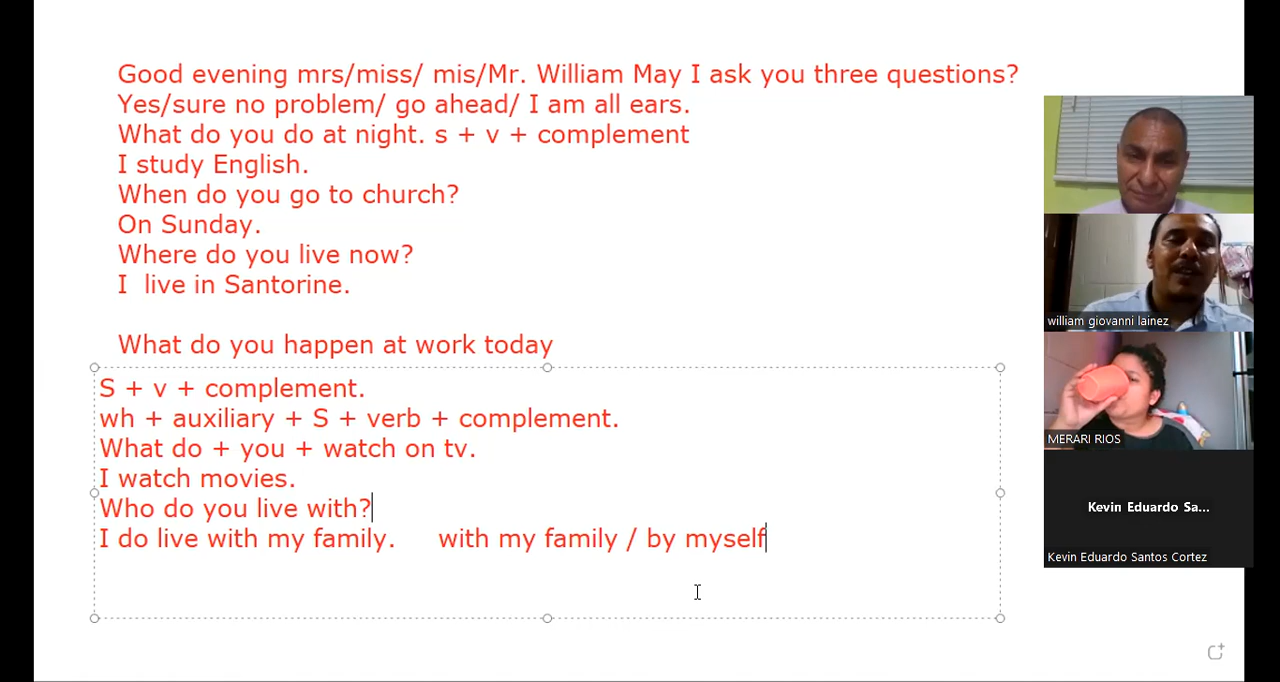 Good evening mrs/miss/ mis/Mr. William May I ask you three questions?
Yes/sure no problem/ go ahead/ I am all ears.
What do you do at night. s + v + complement
I study English.
When do you go to church?
On Sunday.
Where do you live now?
I  live in Santorine.
What do you happen at work today
S + v + complement.
wh + auxiliary + S + verb + complement.
What do + you + watch on tv.
I watch movies.
Who do you live with?
I do live with my family.     with my family / by myself
william giovanni lainez
MERARI RIOS
Kevin Eduardo Sa...
Kevin Eduardo Santos Cortez